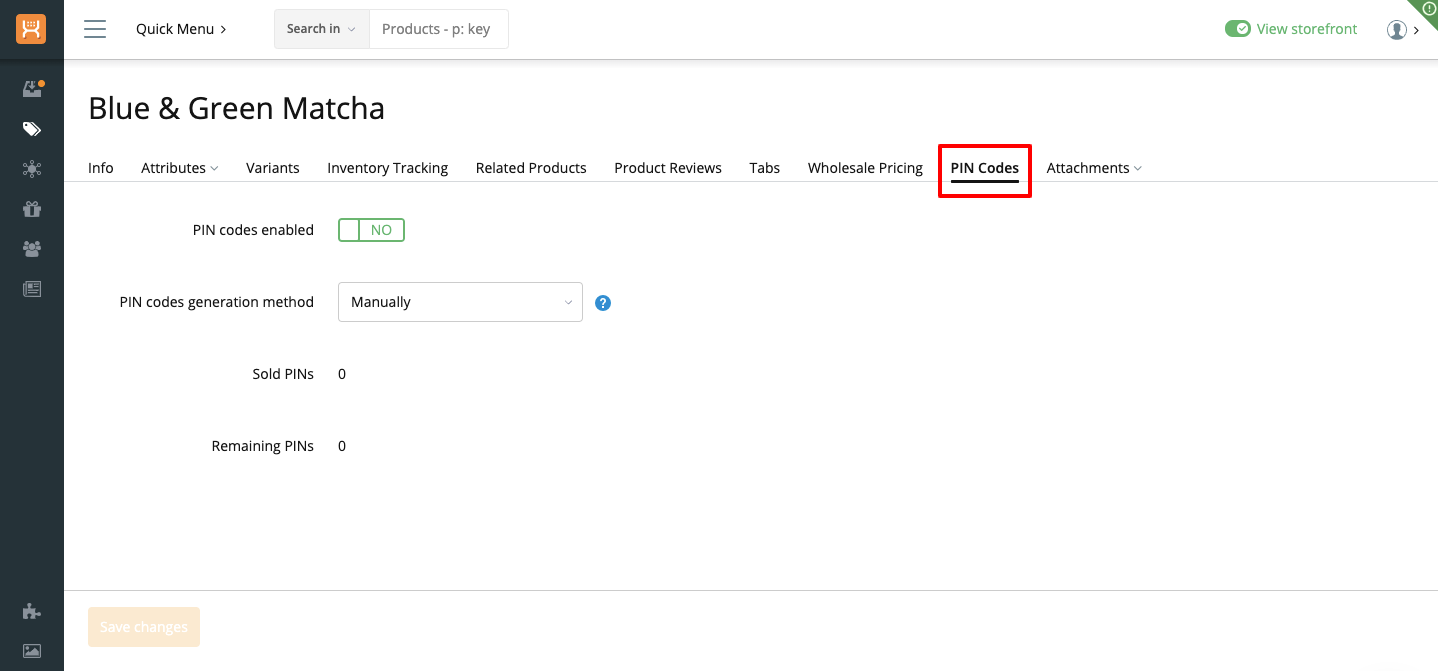 Quick Menu
Search in
Products - p: key
View storefront
Blue & Green Matcha
Info Attributes Variants Inventory Tracking Related Products Product Reviews Tabs Wholesale Pricing PIN Codes Attachments
PIN codes enabled NO
PIN codes generation method Manually ?
Sold PINs 0
Remaining PINs 0
Save changes